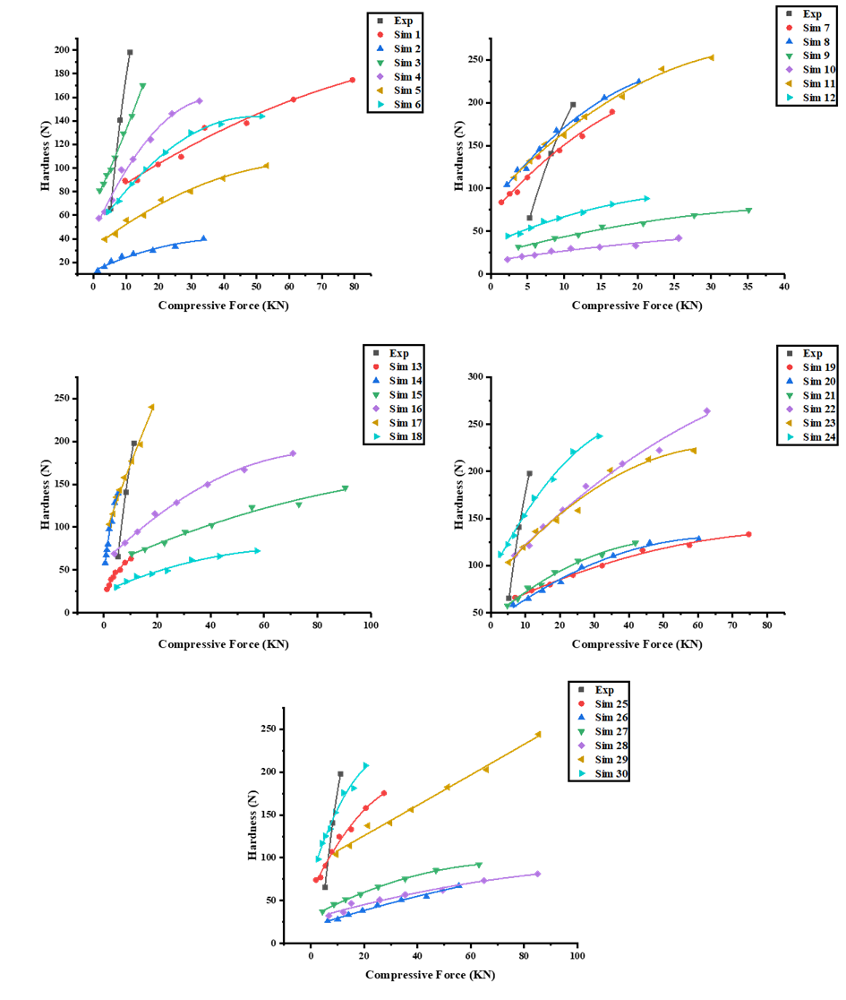 Exp
Sim 1
Sim 2
Sim 3
Sim 4
Sim 5
Sim 6
200
180
160
140
120
100
80
60
40
20
Hardness (N)
0 10 20 30 40 50 60 70 80
Compressive Force (KN)
Exp
Sim 7
Sim 8
Sim 9
Sim 10
Sim 11
Sim 12
250
200
150
100
50
0
Hardness (N)
0 5 10 15 20 25 30 35 40
Compressive Force (KN)
Exp
Sim 13
Sim 14
Sim 15
Sim 16
Sim 17
Sim 18
250
200
150
100
50
0
Hardness (N)
0 20 40 60 80 100
Compressive Force (KN)
Exp
Sim 19
Sim 20
Sim 21
Sim 22
Sim 23
Sim 24
300
250
200
150
100
50
Hardness (N)
0 10 20 30 40 50 60 70 80
Compressive Force (KN)
Exp
Sim 25
Sim 26
Sim 27
Sim 28
Sim 29
Sim 30
250
200
150
100
50
0
Hardness (N)
0 20 40 60 80 100
Compressive Force (KN)